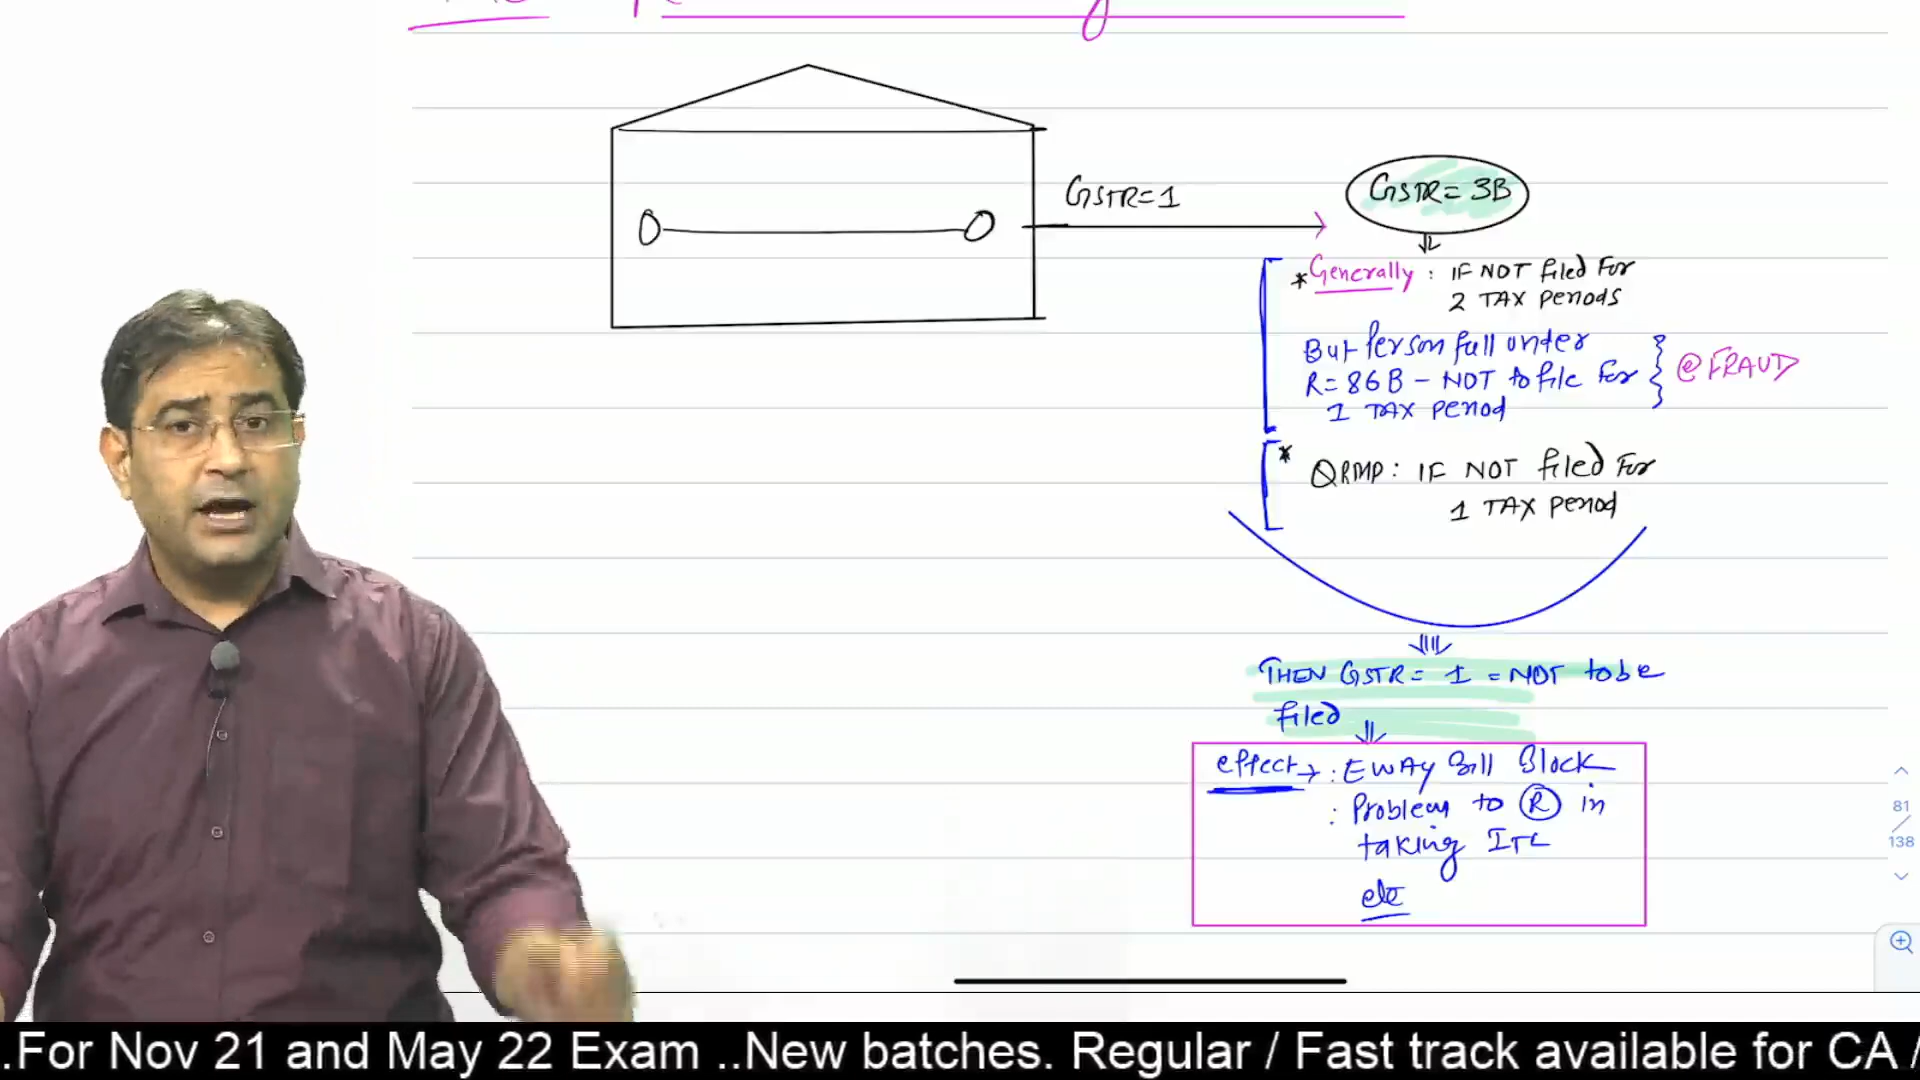 GSTR=1
GSTR=3B
* Generally : IF NOT filed For
2 TAX Periods
But Person fall under
R=86B - NOT to file For
1 TAX Period
@FRAUD
* QRMP: IF NOT filed For
1 TAX Period
THEN GSTR= 1 = NOT to be
filed
effect → : EWAy Bill Block
: Problem to (R) in
taking ITC
etc
81
138
..For Nov 21 and May 22 Exam ..New batches. Regular / Fast track available for CA /